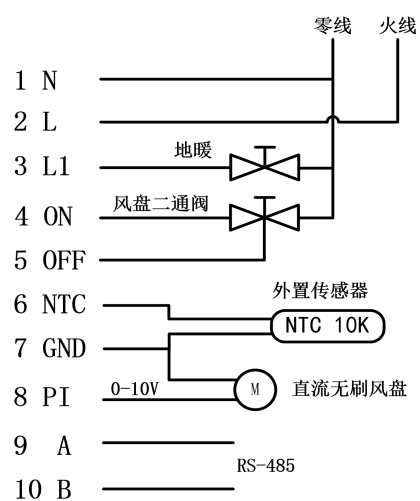 零线 火线
1 N
2 L
地暖
3 L1
风盘二通阀
4 ON
5 OFF
外置传感器
6 NTC
NTC 10K
7 GND
8 PI 0-10V M 直流无刷风盘
9 A
RS-485
10 B